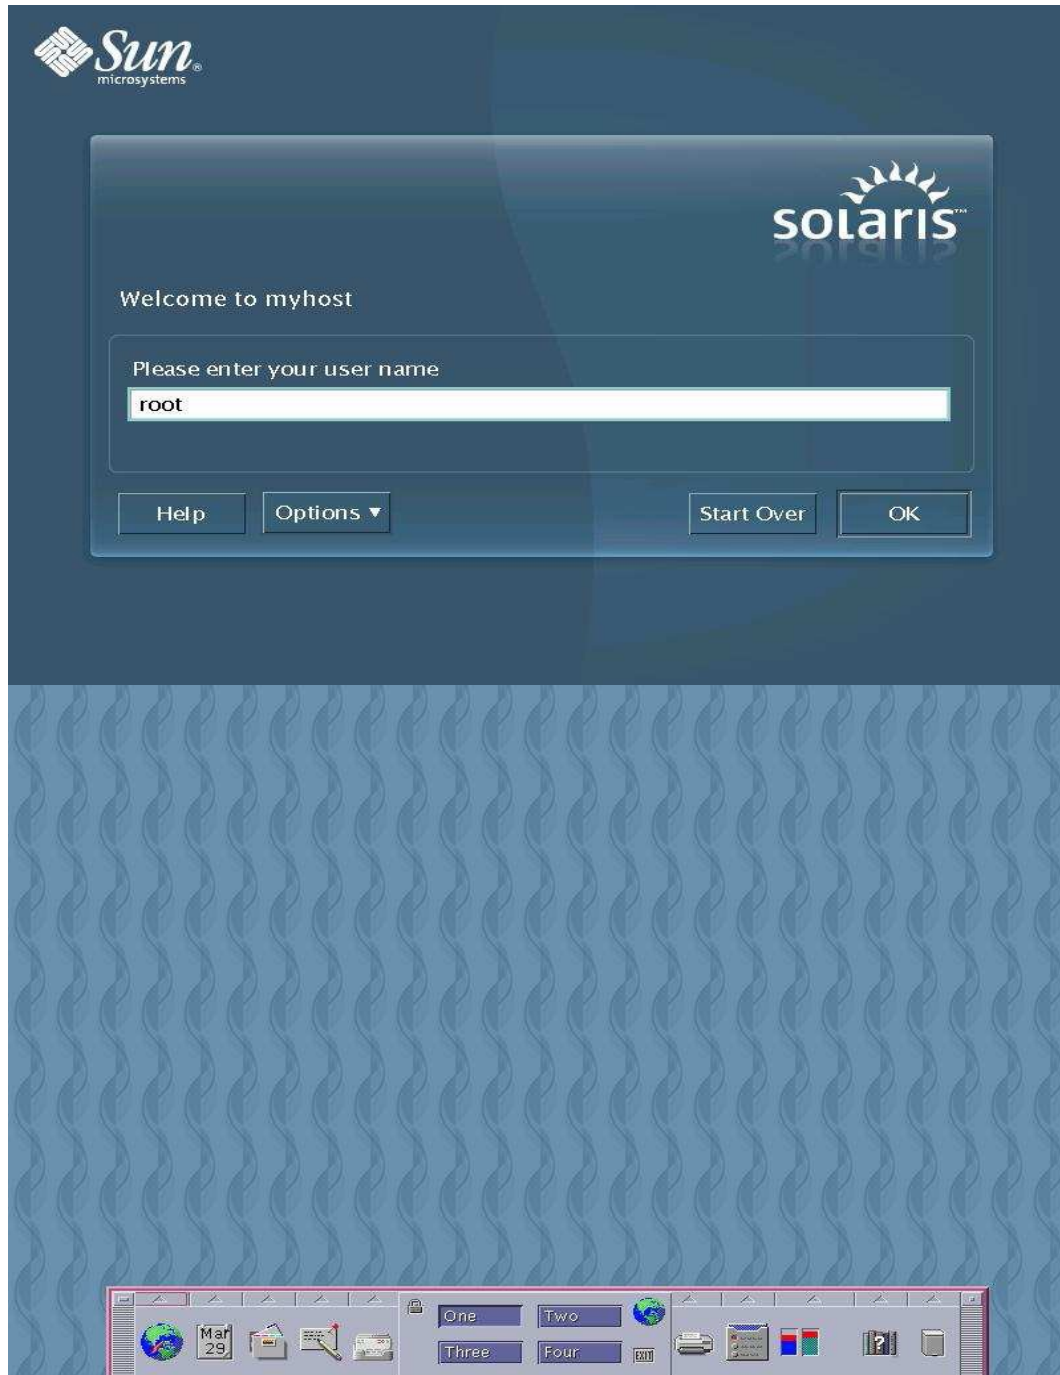 Sun®
microsystems
solaris™
Welcome to myhost
Please enter your user name
root
Help
Options ▼
Start Over
OK
One
Two
Mar
29
Three
Four
EXIT
?